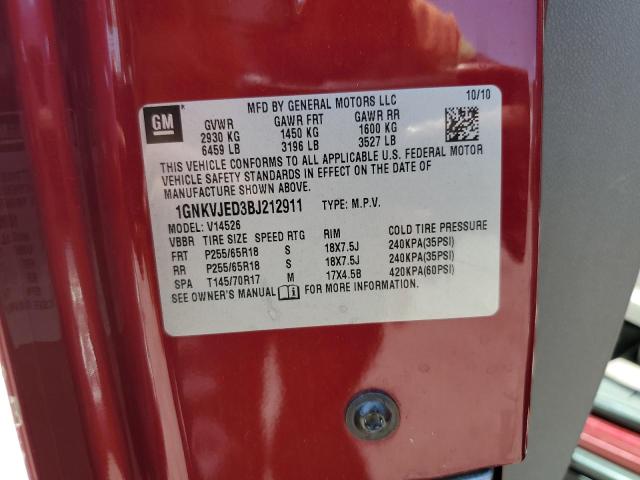 GM
MFD BY GENERAL MOTORS LLC 10/10
GVWR GAWR FRT GAWR RR
2930 KG 1450 KG 1600 KG
6459 LB 3196 LB 3527 LB
THIS VEHICLE CONFORMS TO ALL APPLICABLE U.S. FEDERAL MOTOR
VEHICLE SAFETY STANDARDS IN EFFECT ON THE DATE OF
MANUFACTURE SHOWN ABOVE.
1GNKVJED3BJ212911 TYPE: M.P.V.
MODEL: V14526
VBBR TIRE SIZE SPEED RTG RIM COLD TIRE PRESSURE
FRT P255/65R18 S 18X7.5J 240KPA(35PSI)
RR P255/65R18 S 18X7.5J 240KPA(35PSI)
SPA T145/70R17 M 17X4.5B 420KPA(60PSI)
SEE OWNER'S MANUAL FOR MORE INFORMATION.